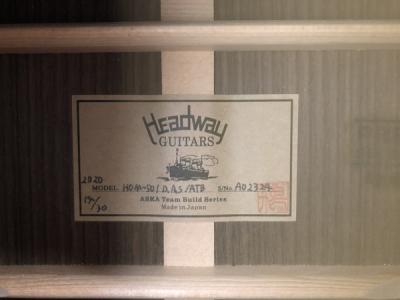 Headway
GUITARS
2020
MODEL HOM-501 D,A,S/ATB S/No. A02324
ASKA Team Build Series
Made in Japan